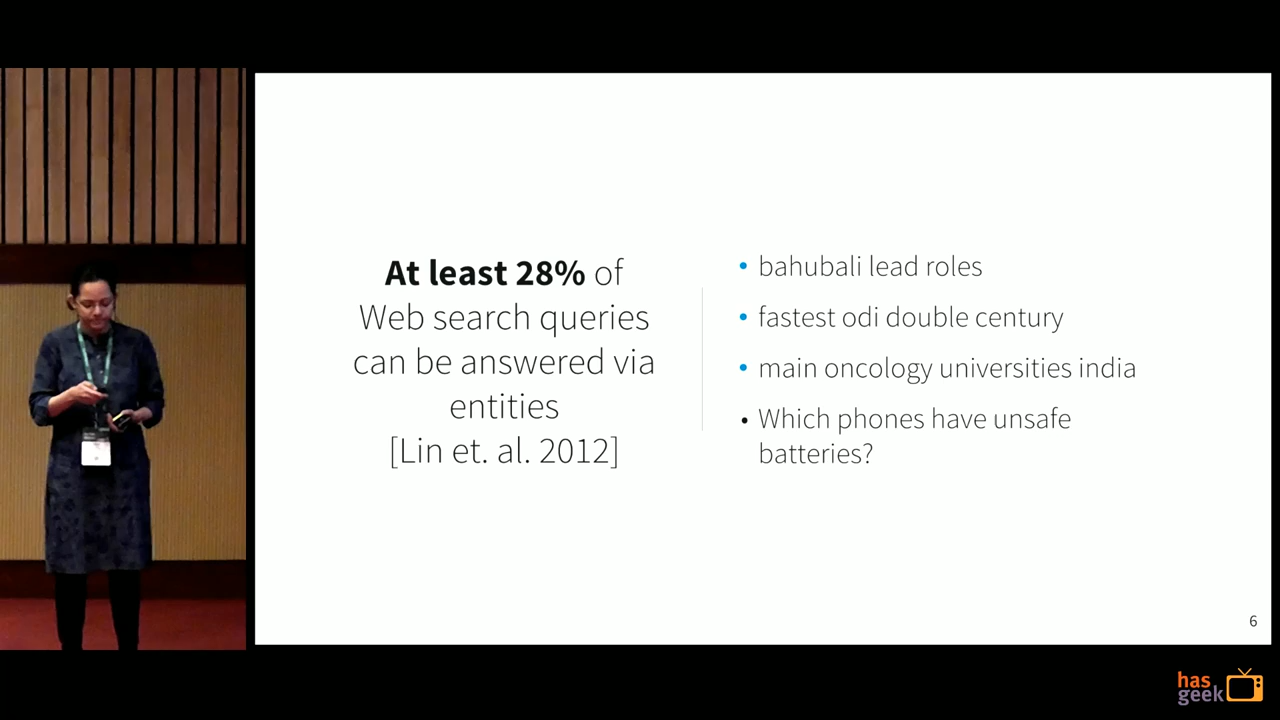 At least 28% of
Web search queries
can be answered via
entities
[Lin et. al. 2012]
• bahubali lead roles
• fastest odi double century
• main oncology universities india
• Which phones have unsafe
batteries?
6
has
geek